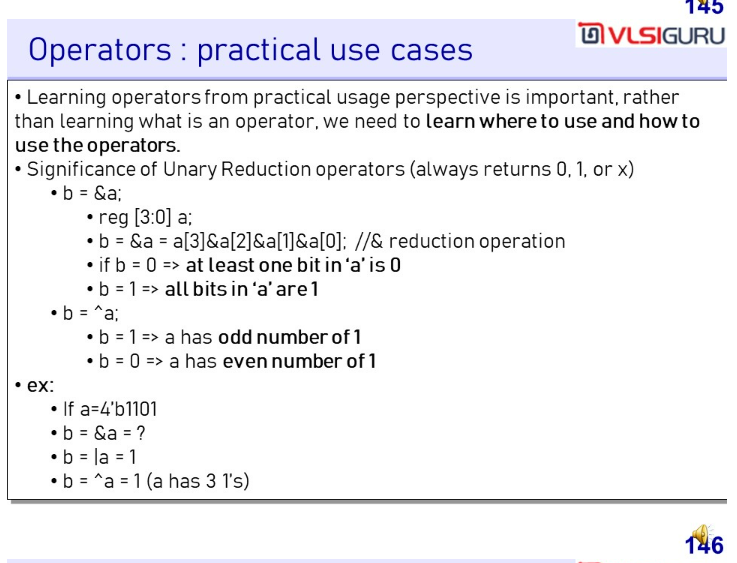 145
Operators : practical use cases
VLSIGURU
• Learning operators from practical usage perspective is important, rather
than learning what is an operator, we need to learn where to use and how to
use the operators.
• Significance of Unary Reduction operators (always returns 0, 1, or x)
• b = &a;
• reg [3:0] a;
• b = &a = a[3]&a[2]&a[1]&a[0]; //& reduction operation
• if b = 0 => at least one bit in ‘a’ is 0
• b = 1 => all bits in ‘a’ are 1
• b = ^a;
• b = 1 => a has odd number of 1
• b = 0 => a has even number of 1
• ex:
• If a=4’b1101
• b = &a = ?
• b = |a = 1
• b = ^a = 1 (a has 3 1’s)
146